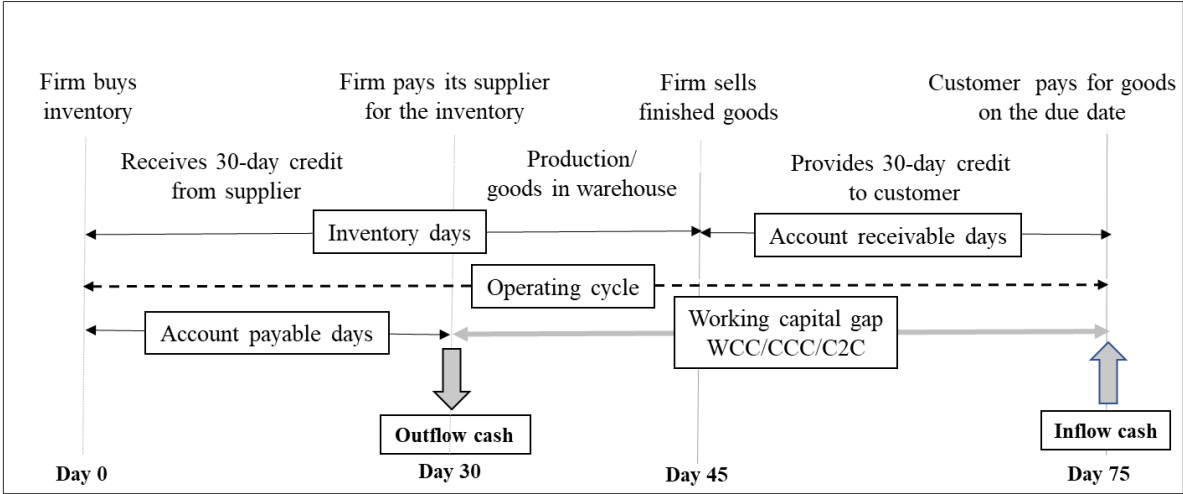 Firm buys
inventory
Firm pays its supplier
for the inventory
Firm sells
finished goods
Customer pays for goods
on the due date
Receives 30-day credit
from supplier
Production/
goods in warehouse
Provides 30-day credit
to customer
Inventory days
Account receivable days
Operating cycle
Account payable days
Working capital gap
WCC/CCC/C2C
Outflow cash
Inflow cash
Day 0
Day 30
Day 45
Day 75